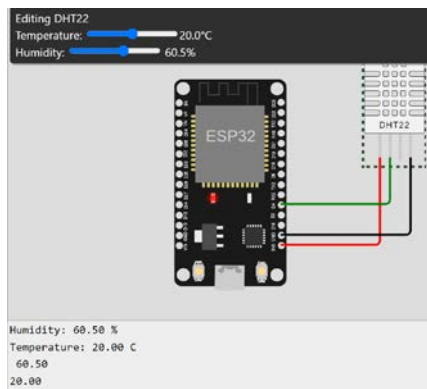 Editing DHT22
Temperature: 20.0°C
Humidity: 60.5%
ESP32
DHT22
Humidity: 60.50 %
Temperature: 20.00 C
60.50
20.00